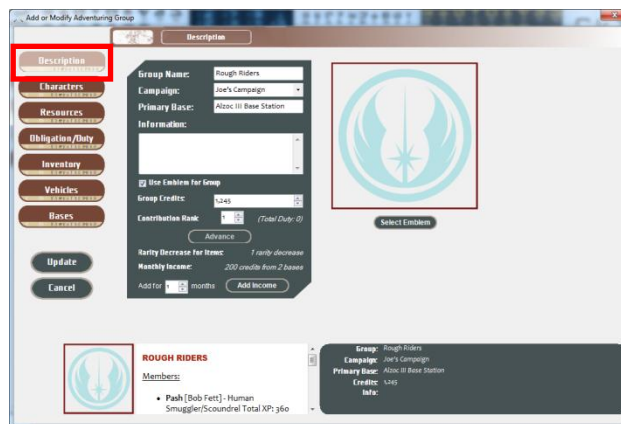 Add or Modify Adventuring Group
Description
Description
Characters
Resources
Obligation/Duty
Inventory
Vehicles
Bases
Update
Cancel
Group Name: Rough Riders
Campaign: Joe's Campaign
Primary Base: Alzoc III Base Station
Information:
Use Emblem for Group
Group Credits: 1,243
Contribution Rank 1 (Total Duty: 0)
Advance
Rarity Decrease for Items: 1 rarity decrease
Monthly Income: 200 credits from 2 bases
Add for 1 months Add Income
Select Emblem
ROUGH RIDERS
Members:
• Pash [Bob Fett] - Human
Smuggler/Scoundrel Total XP: 360
Group: Rough Riders
Campaign: Joe's Campaign
Primary Base: Alzoc III Base Station
Credits: 1,243
Info: